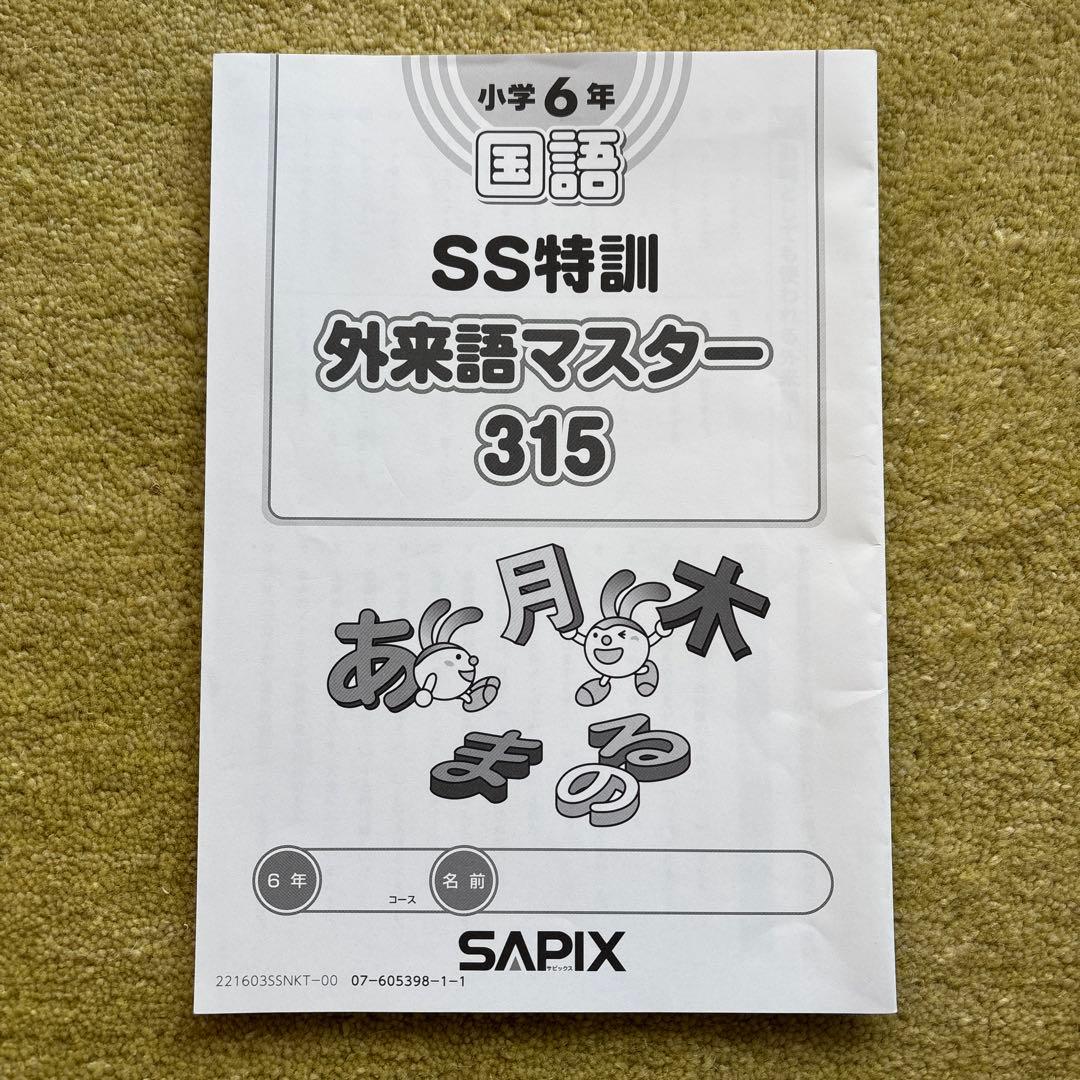 小学6年
国語
SS特訓
外来語マスター
315
あ 月 木
ま の る
6年 コース 名前
SAPIX
サピックス
221603SSNKT-00 07-605398-1-1